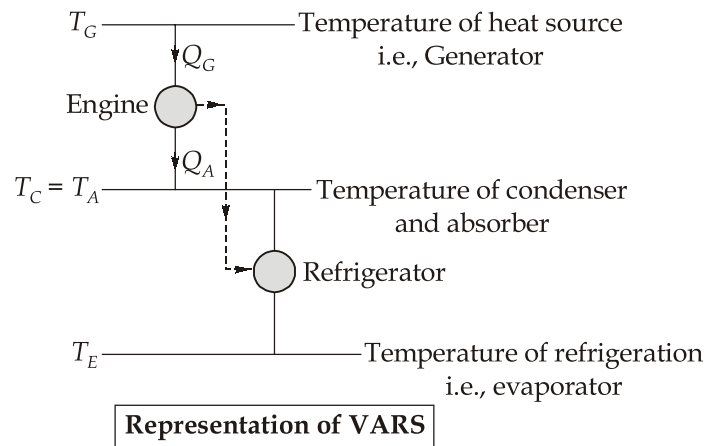 T_G Temperature of heat source
i.e., Generator
Q_G
Engine
Q_A
T_C = T_A Temperature of condenser
and absorber
Refrigerator
T_E Temperature of refrigeration
i.e., evaporator
Representation of VARS